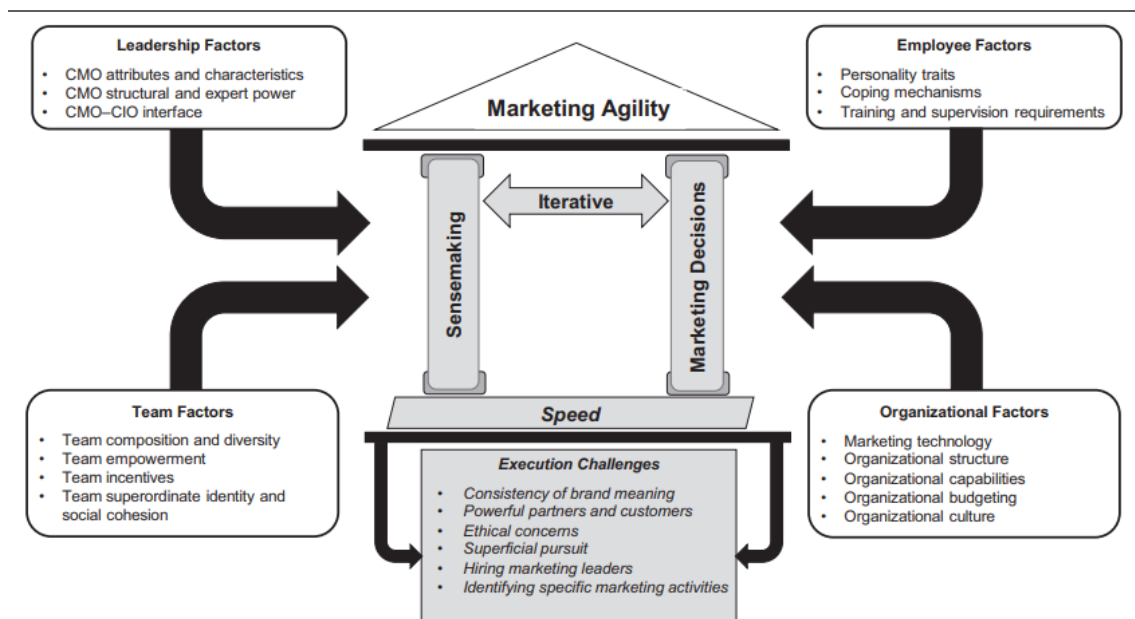 Leadership Factors
• CMO attributes and characteristics
• CMO structural and expert power
• CMO–CIO interface
Marketing Agility
Employee Factors
• Personality traits
• Coping mechanisms
• Training and supervision requirements
Sensemaking
Iterative
Marketing Decisions
Speed
Team Factors
• Team composition and diversity
• Team empowerment
• Team incentives
• Team superordinate identity and
social cohesion
Execution Challenges
• Consistency of brand meaning
• Powerful partners and customers
• Ethical concerns
• Superficial pursuit
• Hiring marketing leaders
• Identifying specific marketing activities
Organizational Factors
• Marketing technology
• Organizational structure
• Organizational capabilities
• Organizational budgeting
• Organizational culture